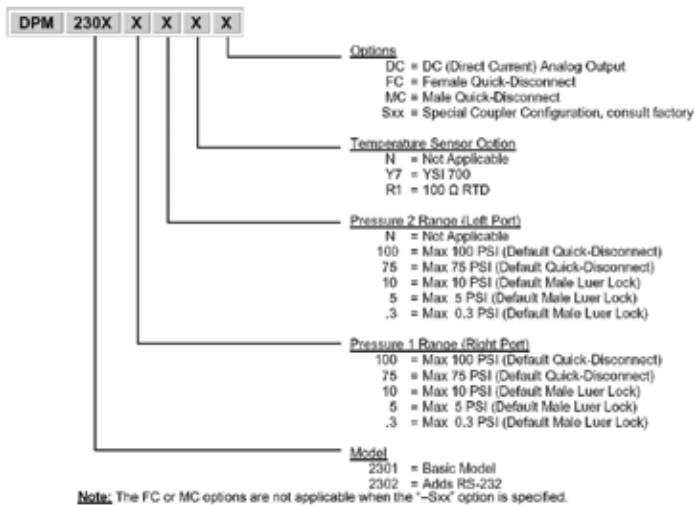 DPM 230X X X X X
Options
DC = DC (Direct Current) Analog Output
FC = Female Quick-Disconnect
MC = Male Quick-Disconnect
Sxx = Special Coupler Configuration, consult factory
Temperature Sensor Option
N = Not Applicable
Y7 = YSI 700
R1 = 100 Ω RTD
Pressure 2 Range (Left Port)
N = Not Applicable
100 = Max 100 PSI (Default Quick-Disconnect)
75 = Max 75 PSI (Default Quick-Disconnect)
10 = Max 10 PSI (Default Male Luer Lock)
5 = Max 5 PSI (Default Male Luer Lock)
.3 = Max 0.3 PSI (Default Male Luer Lock)
Pressure 1 Range (Right Port)
100 = Max 100 PSI (Default Quick-Disconnect)
75 = Max 75 PSI (Default Quick-Disconnect)
10 = Max 10 PSI (Default Male Luer Lock)
5 = Max 5 PSI (Default Male Luer Lock)
.3 = Max 0.3 PSI (Default Male Luer Lock)
Model
2301 = Basic Model
2302 = Adds RS-232
Note: The FC or MC options are not applicable when the "–Sxx" option is specified.